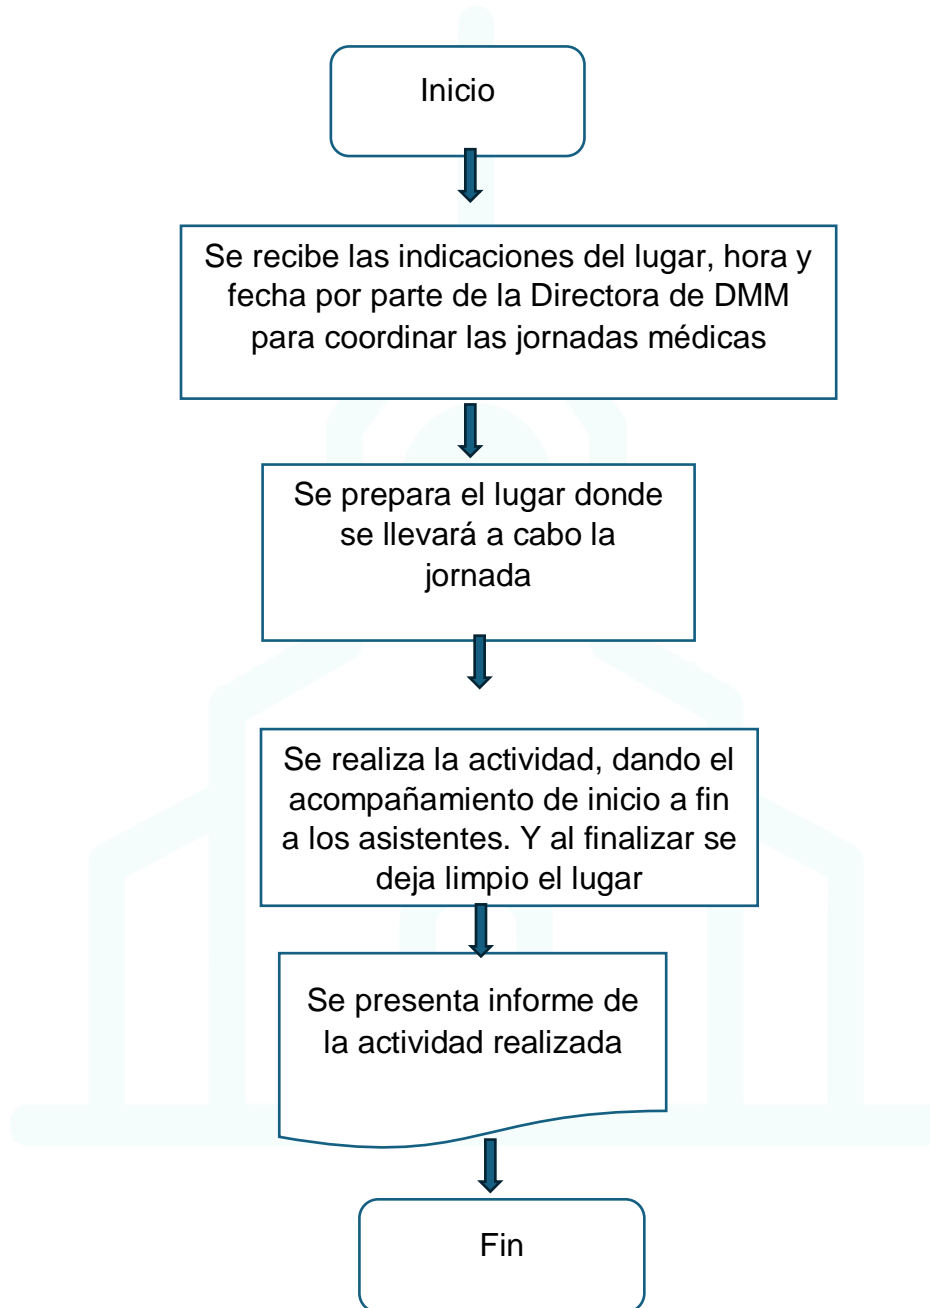 Inicio
Se recibe las indicaciones del lugar, hora y
fecha por parte de la Directora de DMM
para coordinar las jornadas médicas
Se prepara el lugar donde
se llevará a cabo la
jornada
Se realiza la actividad, dando el
acompañamiento de inicio a fin
a los asistentes. Y al finalizar se
deja limpio el lugar
Se presenta informe de
la actividad realizada
Fin